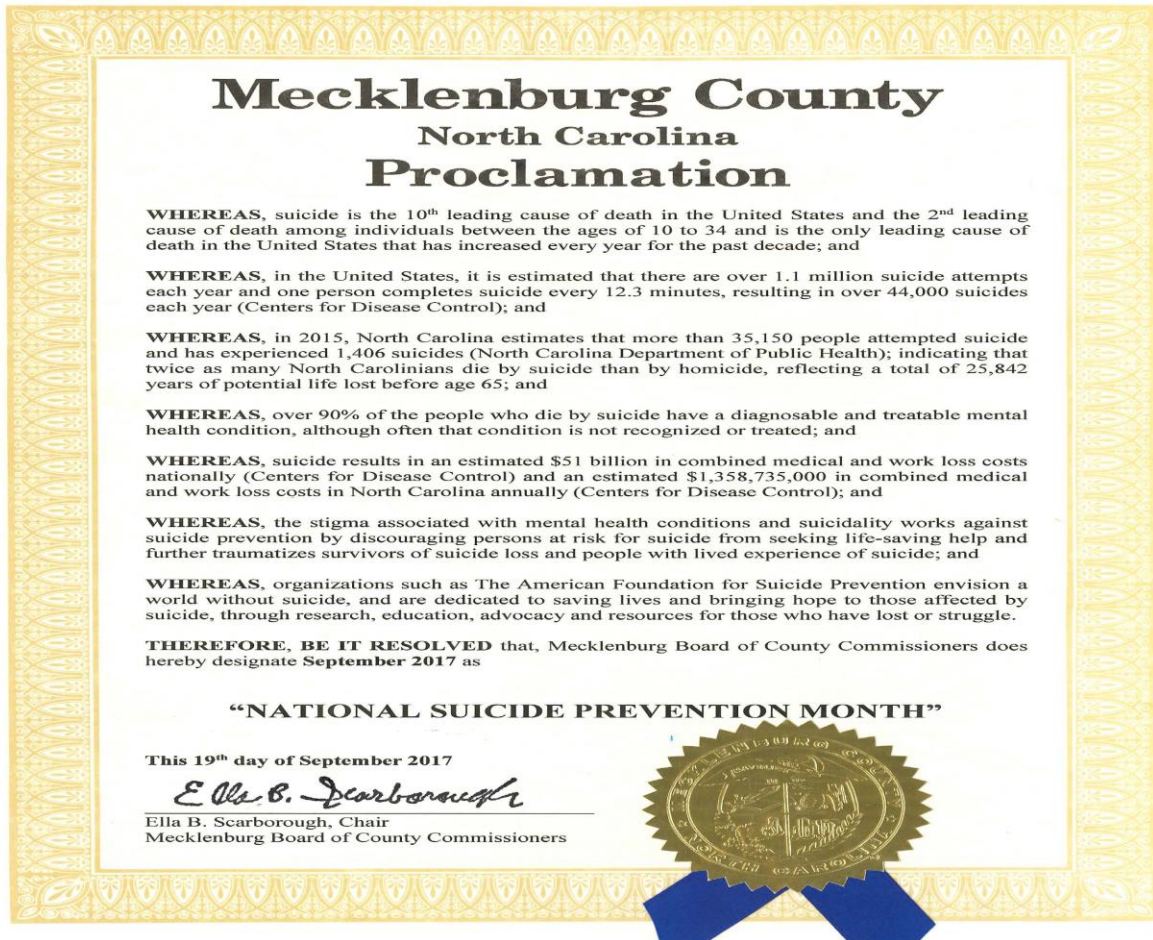 Mecklenburg County
North Carolina
Proclamation
WHEREAS, suicide is the 10th leading cause of death in the United States and the 2nd leading
cause of death among individuals between the ages of 10 to 34 and is the only leading cause of
death in the United States that has increased every year for the past decade; and
WHEREAS, in the United States, it is estimated that there are over 1.1 million suicide attempts
each year and one person completes suicide every 12.3 minutes, resulting in over 44,000 suicides
each year (Centers for Disease Control); and
WHEREAS, in 2015, North Carolina estimates that more than 35,150 people attempted suicide
and has experienced 1,406 suicides (North Carolina Department of Public Health); indicating that
twice as many North Carolinians die by suicide than by homicide, reflecting a total of 25,842
years of potential life lost before age 65; and
WHEREAS, over 90% of the people who die by suicide have a diagnosable and treatable mental
health condition, although often that condition is not recognized or treated; and
WHEREAS, suicide results in an estimated $51 billion in combined medical and work loss costs
nationally (Centers for Disease Control) and an estimated $1,358,735,000 in combined medical
and work loss costs in North Carolina annually (Centers for Disease Control); and
WHEREAS, the stigma associated with mental health conditions and suicidality works against
suicide prevention by discouraging persons at risk for suicide from seeking life-saving help and
further traumatizes survivors of suicide loss and people with lived experience of suicide; and
WHEREAS, organizations such as The American Foundation for Suicide Prevention envision a
world without suicide, and are dedicated to saving lives and bringing hope to those affected by
suicide, through research, education, advocacy and resources for those who have lost or struggle.
THEREFORE, BE IT RESOLVED that, Mecklenburg Board of County Commissioners does
hereby designate September 2017 as
“NATIONAL SUICIDE PREVENTION MONTH”
This 19th day of September 2017
Ella B. Scarborough
Ella B. Scarborough, Chair
Mecklenburg Board of County Commissioners
MECKLENBURG COUNTY
NORTH CAROLINA